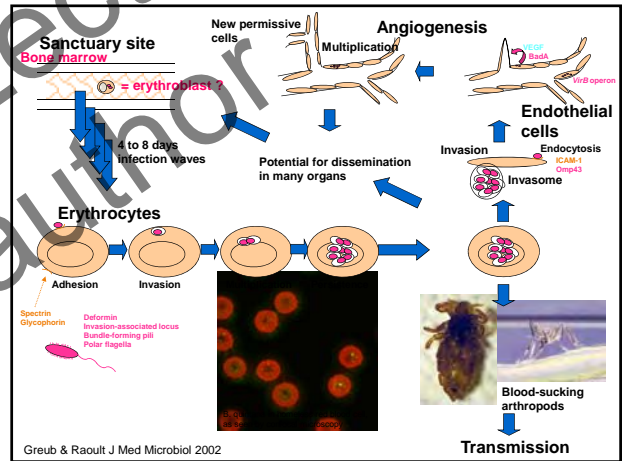 Sanctuary site
Bone marrow
= erythroblast ?
4 to 8 days
infection waves
New permissive
cells
Angiogenesis
Multiplication
VEGF
BadA
VirB operon
Endothelial
cells
Invasion
Endocytosis
ICAM-1
Omp43
Invasome
Potential for dissemination
in many organs
Erythrocytes
Adhesion
Invasion
Spectrin
Glycophorin
Deformin
Invasion-associated locus
Bundle-forming pili
Polar flagella
Blood-sucking
arthropods
Transmission
Greub & Raoult J Med Microbiol 2002
author